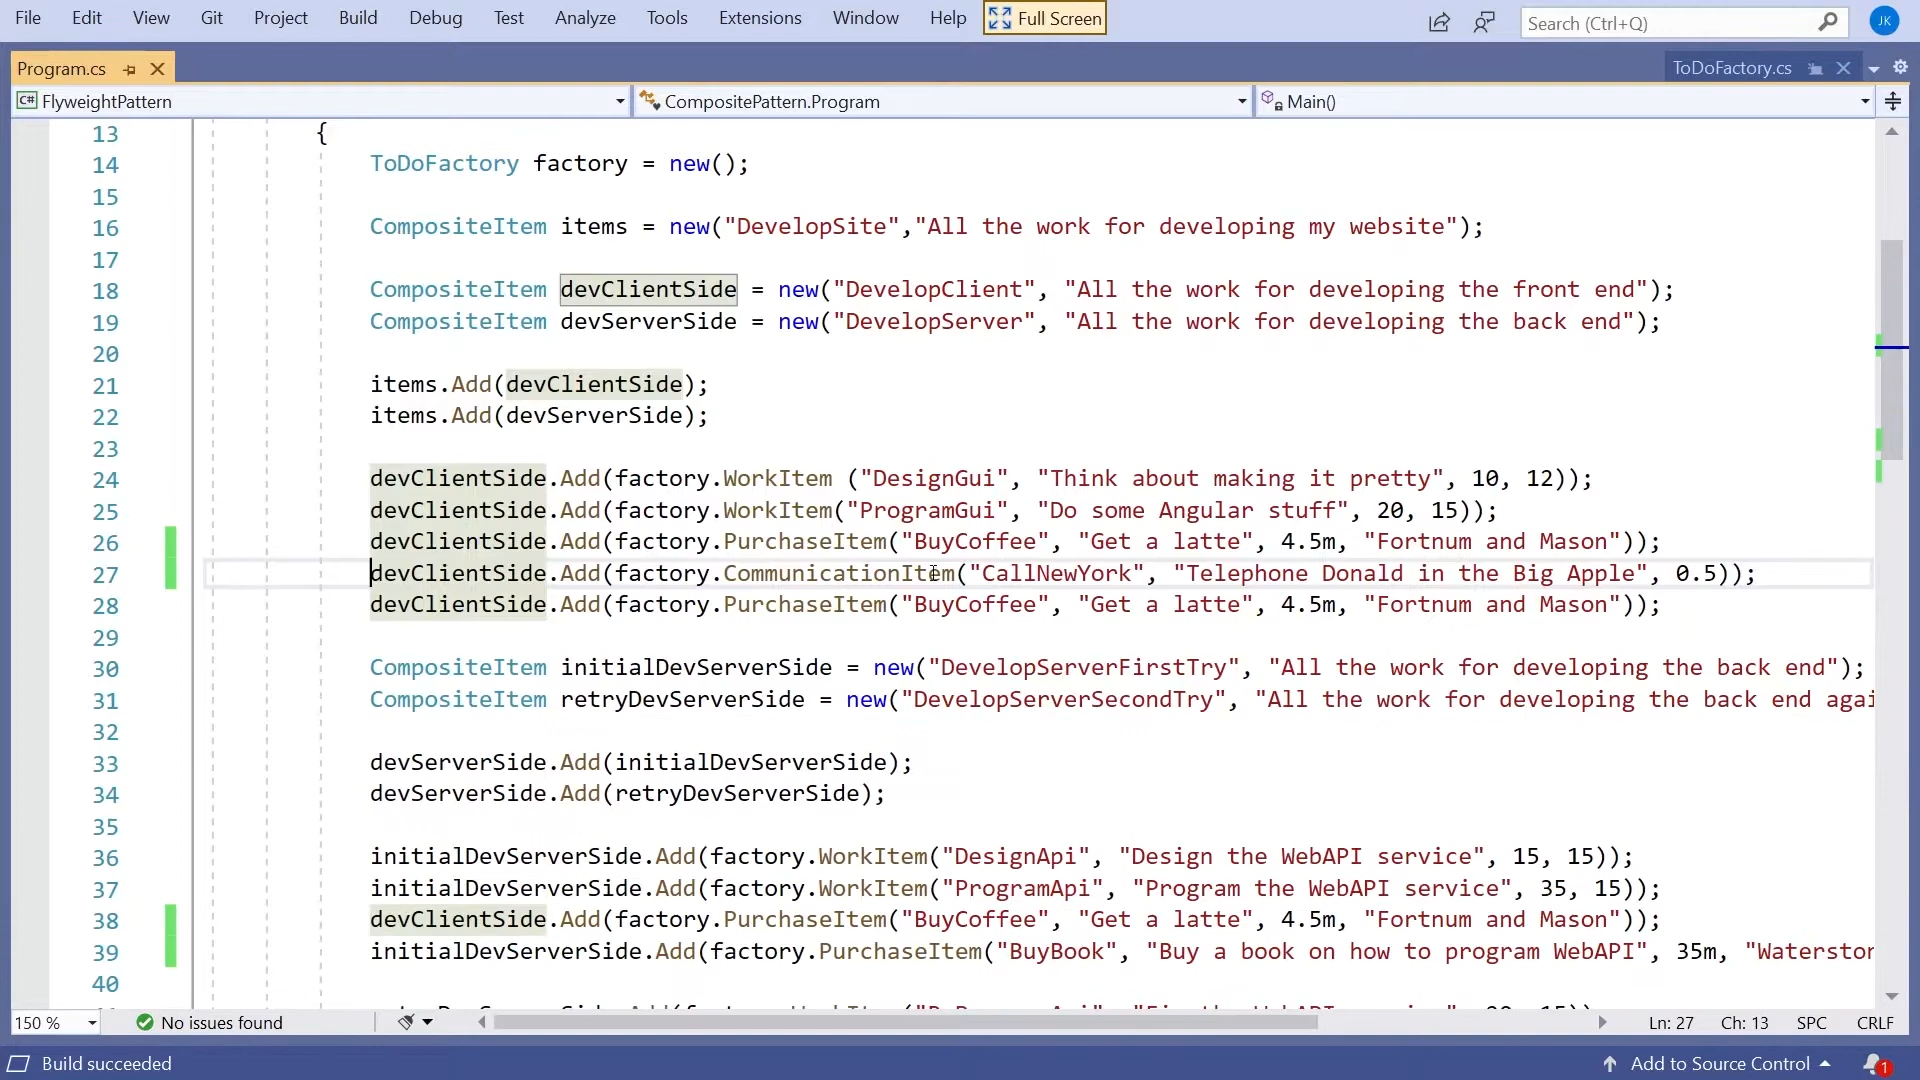 File Edit View Git Project Build Debug Test Analyze Tools Extensions Window Help Full Screen Search (Ctrl+Q) JK
Program.cs ToDoFactory.cs
C# FlyweightPattern CompositePattern.Program Main()
13 {
14 ToDoFactory factory = new();
15
16 CompositeItem items = new("DevelopSite","All the work for developing my website");
17
18 CompositeItem devClientSide = new("DevelopClient", "All the work for developing the front end");
19 CompositeItem devServerSide = new("DevelopServer", "All the work for developing the back end");
20
21 items.Add(devClientSide);
22 items.Add(devServerSide);
23
24 devClientSide.Add(factory.WorkItem ("DesignGui", "Think about making it pretty", 10, 12));
25 devClientSide.Add(factory.WorkItem("ProgramGui", "Do some Angular stuff", 20, 15));
26 devClientSide.Add(factory.PurchaseItem("BuyCoffee", "Get a latte", 4.5m, "Fortnum and Mason"));
27 devClientSide.Add(factory.CommunicationItem("CallNewYork", "Telephone Donald in the Big Apple", 0.5));
28 devClientSide.Add(factory.PurchaseItem("BuyCoffee", "Get a latte", 4.5m, "Fortnum and Mason"));
29
30 CompositeItem initialDevServerSide = new("DevelopServerFirstTry", "All the work for developing the back end");
31 CompositeItem retryDevServerSide = new("DevelopServerSecondTry", "All the work for developing the back end agai
32
33 devServerSide.Add(initialDevServerSide);
34 devServerSide.Add(retryDevServerSide);
35
36 initialDevServerSide.Add(factory.WorkItem("DesignApi", "Design the WebAPI service", 15, 15));
37 initialDevServerSide.Add(factory.WorkItem("ProgramApi", "Program the WebAPI service", 35, 15));
38 devClientSide.Add(factory.PurchaseItem("BuyCoffee", "Get a latte", 4.5m, "Fortnum and Mason"));
39 initialDevServerSide.Add(factory.PurchaseItem("BuyBook", "Buy a book on how to program WebAPI", 35m, "Waterstor
40
150 % No issues found Ln: 27 Ch: 13 SPC CRLF
Build succeeded Add to Source Control 1